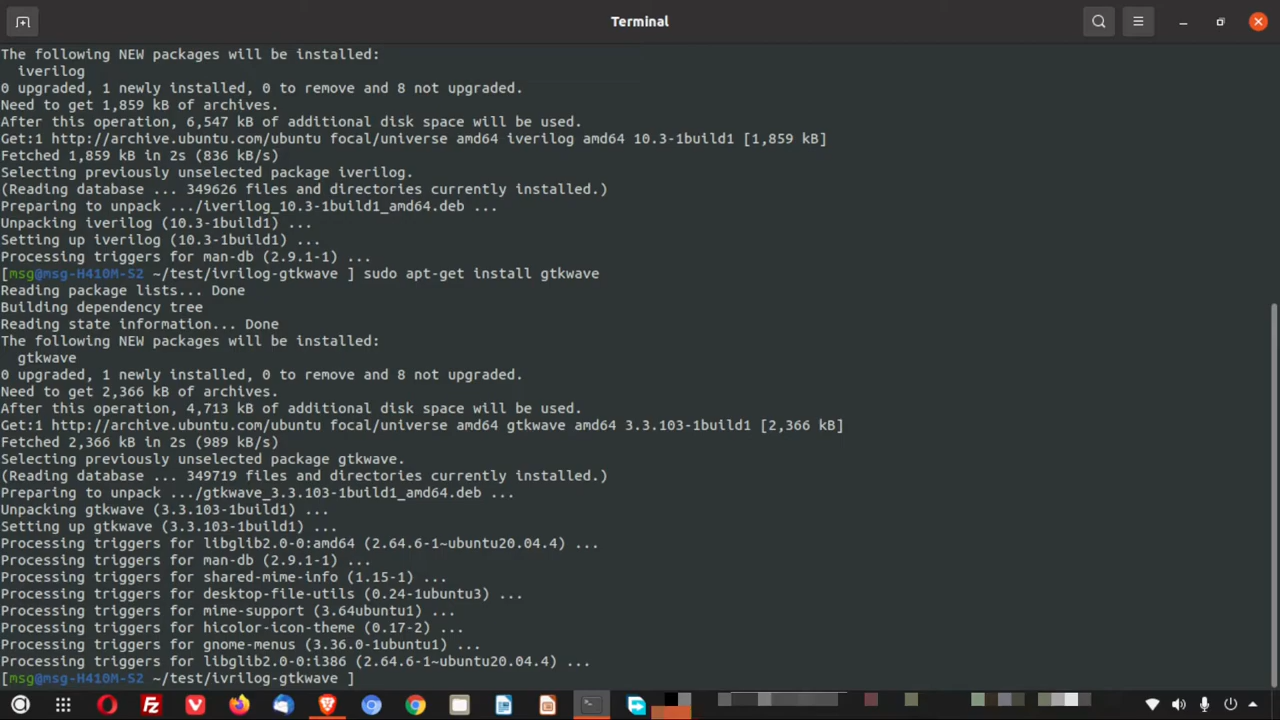 Terminal
The following NEW packages will be installed:
iverilog
0 upgraded, 1 newly installed, 0 to remove and 8 not upgraded.
Need to get 1,859 kB of archives.
After this operation, 6,547 kB of additional disk space will be used.
Get:1 http://archive.ubuntu.com/ubuntu focal/universe amd64 iverilog amd64 10.3-1build1 [1,859 kB]
Fetched 1,859 kB in 2s (836 kB/s)
Selecting previously unselected package iverilog.
(Reading database ... 349626 files and directories currently installed.)
Preparing to unpack .../iverilog_10.3-1build1_amd64.deb ...
Unpacking iverilog (10.3-1build1) ...
Setting up iverilog (10.3-1build1) ...
Processing triggers for man-db (2.9.1-1) ...
[msg@msg-H410M-S2 ~/test/ivrilog-gtkwave ] sudo apt-get install gtkwave
Reading package lists... Done
Building dependency tree
Reading state information... Done
The following NEW packages will be installed:
gtkwave
0 upgraded, 1 newly installed, 0 to remove and 8 not upgraded.
Need to get 2,366 kB of archives.
After this operation, 4,713 kB of additional disk space will be used.
Get:1 http://archive.ubuntu.com/ubuntu focal/universe amd64 gtkwave amd64 3.3.103-1build1 [2,366 kB]
Fetched 2,366 kB in 2s (989 kB/s)
Selecting previously unselected package gtkwave.
(Reading database ... 349719 files and directories currently installed.)
Preparing to unpack .../gtkwave_3.3.103-1build1_amd64.deb ...
Unpacking gtkwave (3.3.103-1build1) ...
Setting up gtkwave (3.3.103-1build1) ...
Processing triggers for libglib2.0-0:amd64 (2.64.6-1~ubuntu20.04.4) ...
Processing triggers for man-db (2.9.1-1) ...
Processing triggers for shared-mime-info (1.15-1) ...
Processing triggers for desktop-file-utils (0.24-1ubuntu3) ...
Processing triggers for mime-support (3.64ubuntu1) ...
Processing triggers for hicolor-icon-theme (0.17-2) ...
Processing triggers for gnome-menus (3.36.0-1ubuntu1) ...
Processing triggers for libglib2.0-0:i386 (2.64.6-1~ubuntu20.04.4) ...
[msg@msg-H410M-S2 ~/test/ivrilog-gtkwave ]